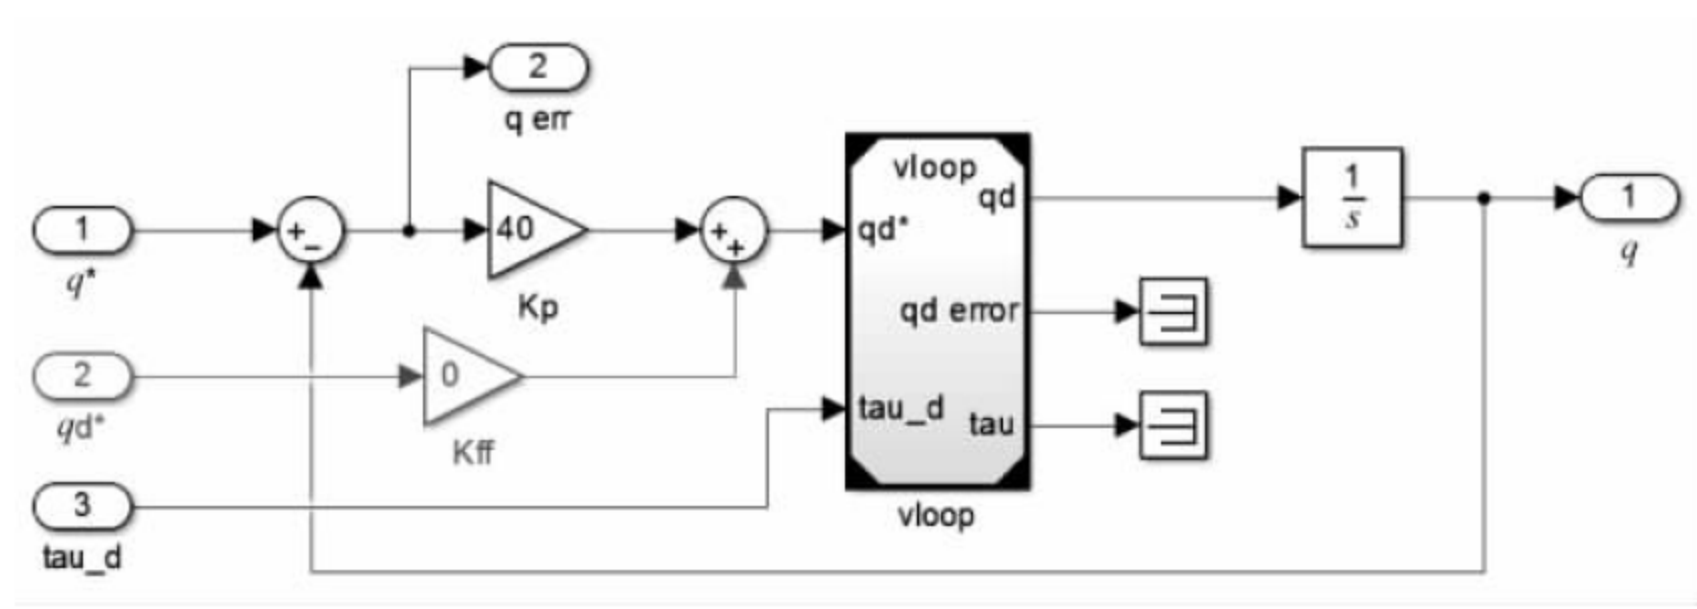 2
q err
1
q*
+
−
40
Kp
+
+
vloop
qd
qd*
qd error
tau_d
tau
vloop
1
s
1
q
2
qd*
0
Kff
3
tau_d